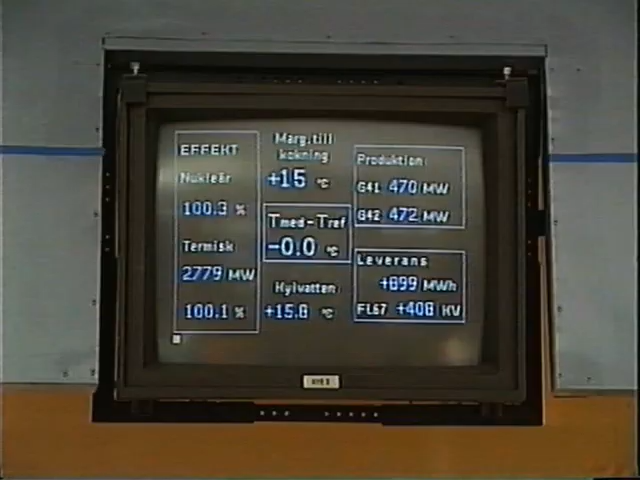 EFFEKT
Nukleär
100.3 %
Termisk
2779 MW
100.1 %
Marg.till
kokning
+15 °C
Tmed-Tref
-0.0 °C
Kylvatten
+15.8 °C
Produktion
G41 470 MW
G42 472 MW
Leverans
+899 MWh
FL67 +408 KV